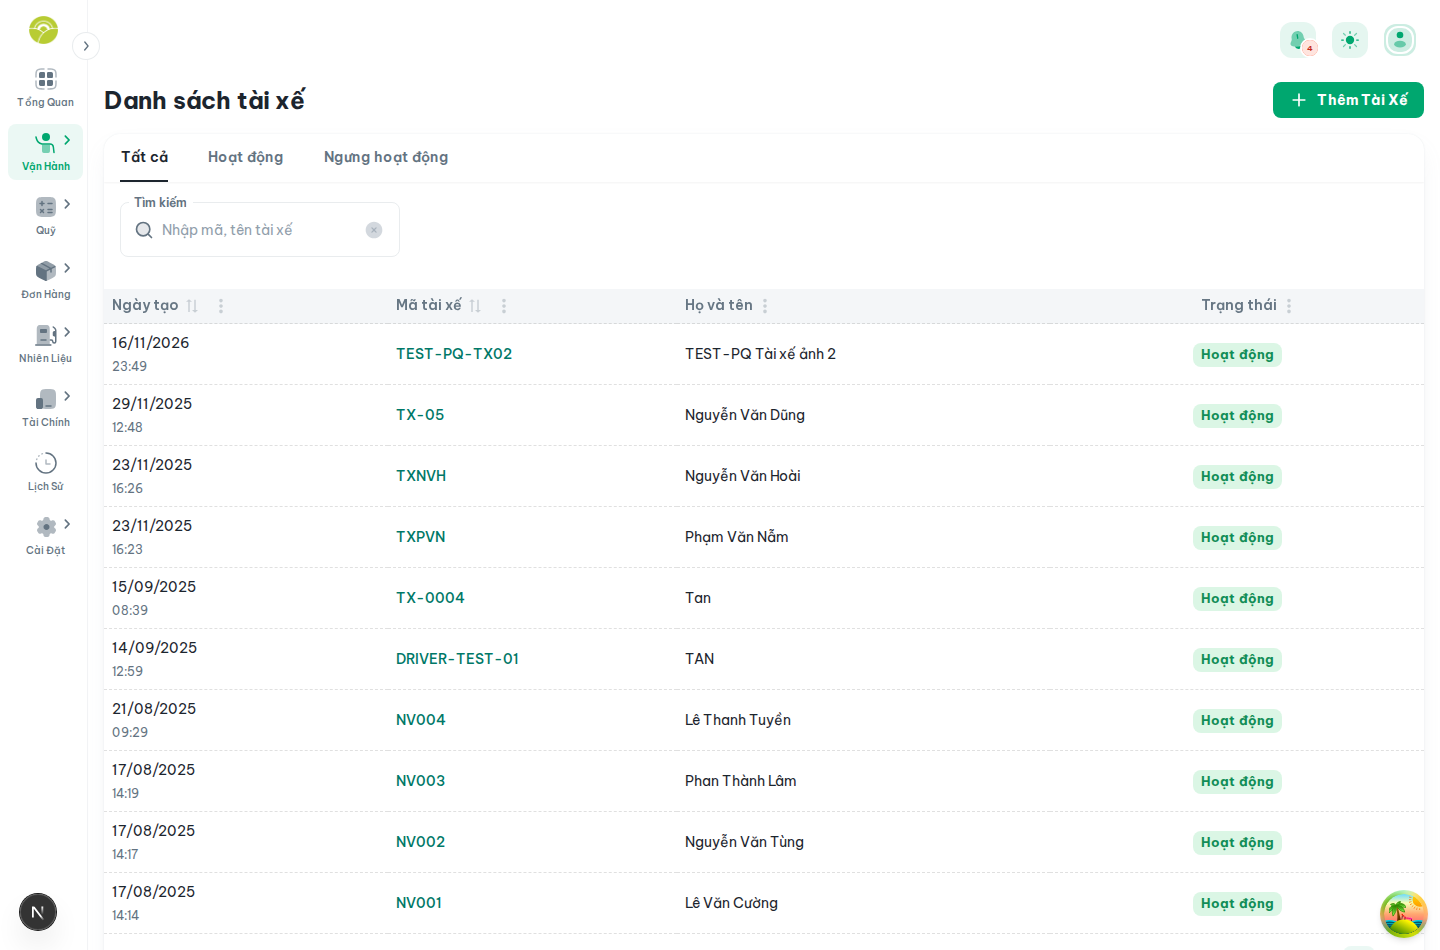 4
Tổng Quan
Vận Hành
Quỹ
Đơn Hàng
Nhiên Liệu
Tài Chính
Lịch Sử
Cài Đặt
N
Danh sách tài xế
Thêm Tài Xế
Tất cả
Hoạt động
Ngưng hoạt động
Tìm kiếm
Nhập mã, tên tài xế
Ngày tạo
Mã tài xế
Họ và tên
Trạng thái
16/11/2026
23:49
TEST-PQ-TX02
TEST-PQ Tài xế ảnh 2
Hoạt động
29/11/2025
12:48
TX-05
Nguyễn Văn Dũng
Hoạt động
23/11/2025
16:26
TXNVH
Nguyễn Văn Hoài
Hoạt động
23/11/2025
16:23
TXPVN
Phạm Văn Nẫm
Hoạt động
15/09/2025
08:39
TX-0004
Tan
Hoạt động
14/09/2025
12:59
DRIVER-TEST-01
TAN
Hoạt động
21/08/2025
09:29
NV004
Lê Thanh Tuyền
Hoạt động
17/08/2025
14:19
NV003
Phan Thành Lâm
Hoạt động
17/08/2025
14:17
NV002
Nguyễn Văn Tùng
Hoạt động
17/08/2025
14:14
NV001
Lê Văn Cường
Hoạt động